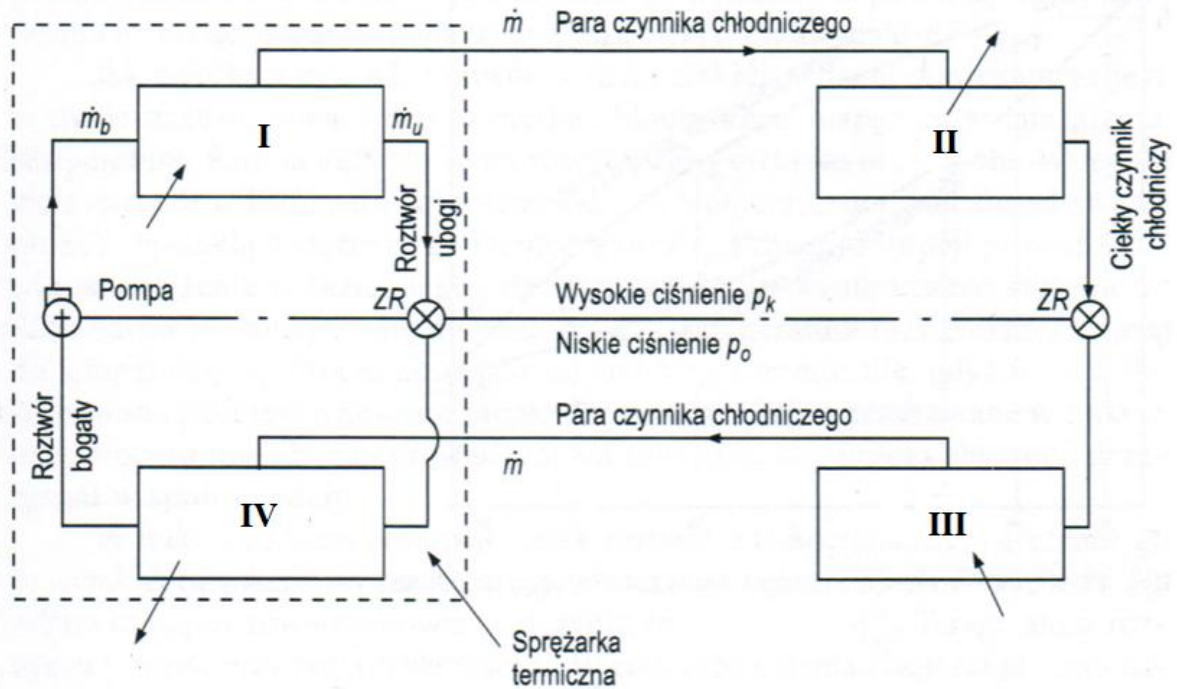 ṁ Para czynnika chłodniczego
ṁb
I
ṁu
II
Roztwór
ubogi
Ciekły czynnik
chłodniczy
Pompa
ZR
Wysokie ciśnienie pk
ZR
Niskie ciśnienie po
Roztwór
bogaty
Para czynnika chłodniczego
ṁ
IV
III
Sprężarka
termiczna